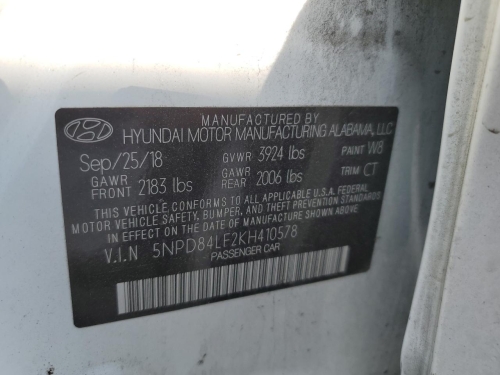 MANUFACTURED BY
HYUNDAI MOTOR MANUFACTURING ALABAMA, LLC
Sep/25/18 GVWR 3924 lbs PAINT W8
GAWR FRONT 2183 lbs GAWR REAR 2006 lbs TRIM CT
THIS VEHICLE CONFORMS TO ALL APPLICABLE U.S.A. FEDERAL
MOTOR VEHICLE SAFETY, BUMPER, AND THEFT PREVENTION STANDARDS
IN EFFECT ON THE DATE OF MANUFACTURE SHOWN ABOVE.
V.I.N 5NPD84LF2KH410578
PASSENGER CAR